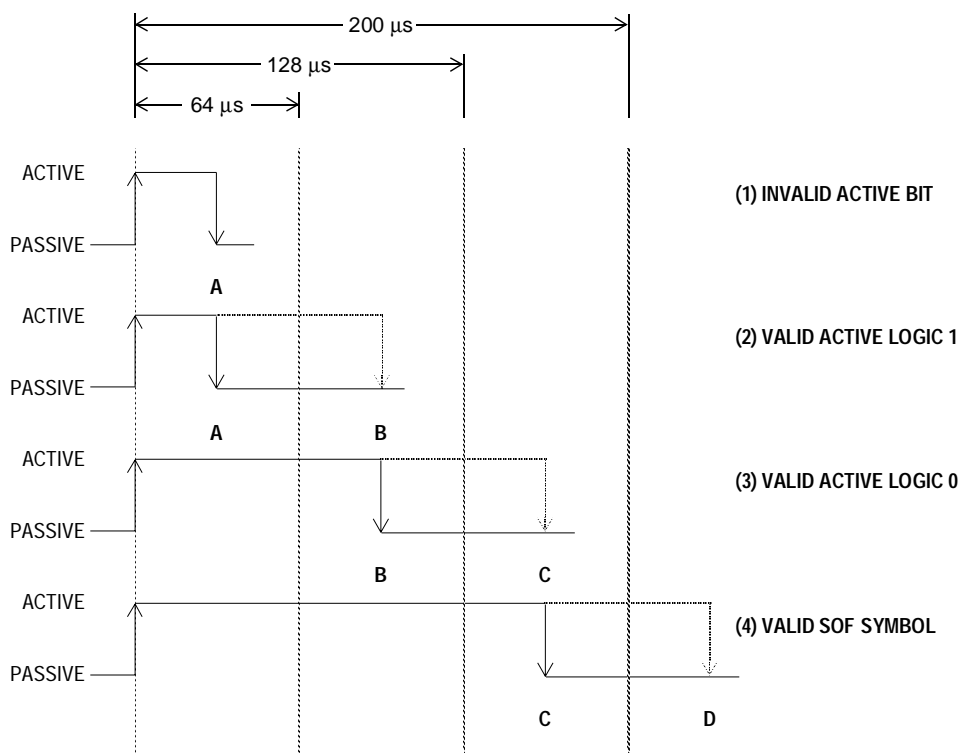 200 µs
128 µs
64 µs
ACTIVE
(1) INVALID ACTIVE BIT
PASSIVE
A
ACTIVE
(2) VALID ACTIVE LOGIC 1
PASSIVE
A B
ACTIVE
(3) VALID ACTIVE LOGIC 0
PASSIVE
B C
ACTIVE
(4) VALID SOF SYMBOL
PASSIVE
C D